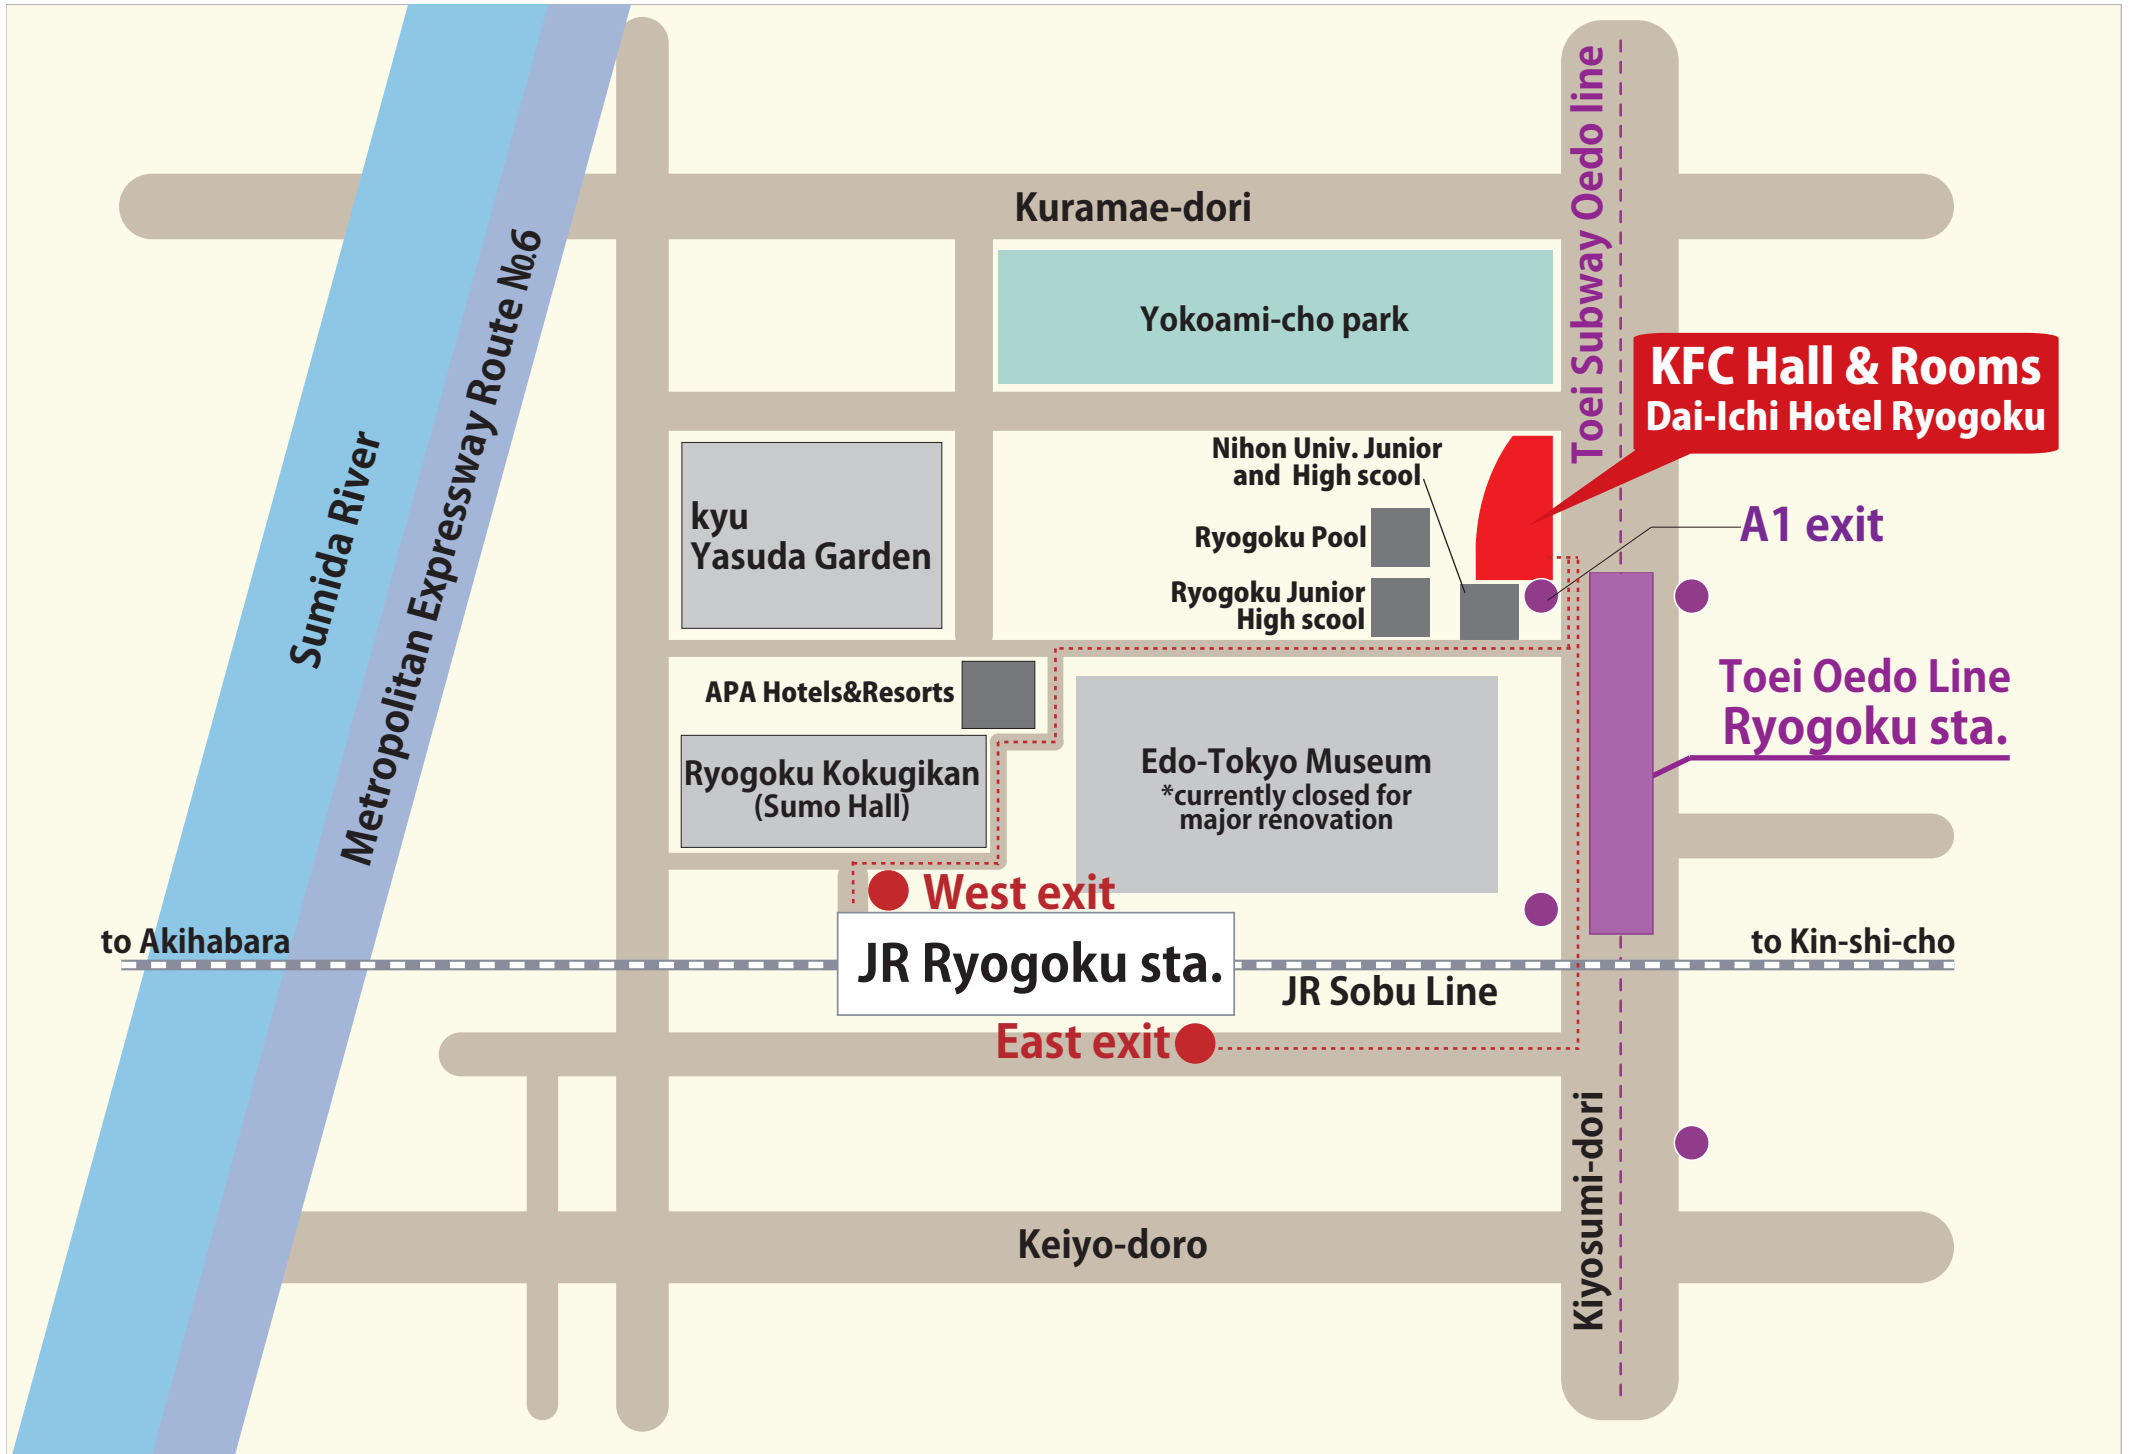 Kuramae-dori
Toei Subway Oedo line
Metropolitan Expressway Route No.6
Sumida River
Yokoami-cho park
KFC Hall & Rooms
Dai-Ichi Hotel Ryogoku
Nihon Univ. Junior
and High scool
A1 exit
kyu
Yasuda Garden
Ryogoku Pool
Ryogoku Junior
High scool
Toei Oedo Line
Ryogoku sta.
APA Hotels&Resorts
Ryogoku Kokugikan
(Sumo Hall)
Edo-Tokyo Museum
*currently closed for
major renovation
West exit
to Akihabara
JR Ryogoku sta.
to Kin-shi-cho
JR Sobu Line
East exit
Kiyosumi-dori
Keiyo-doro